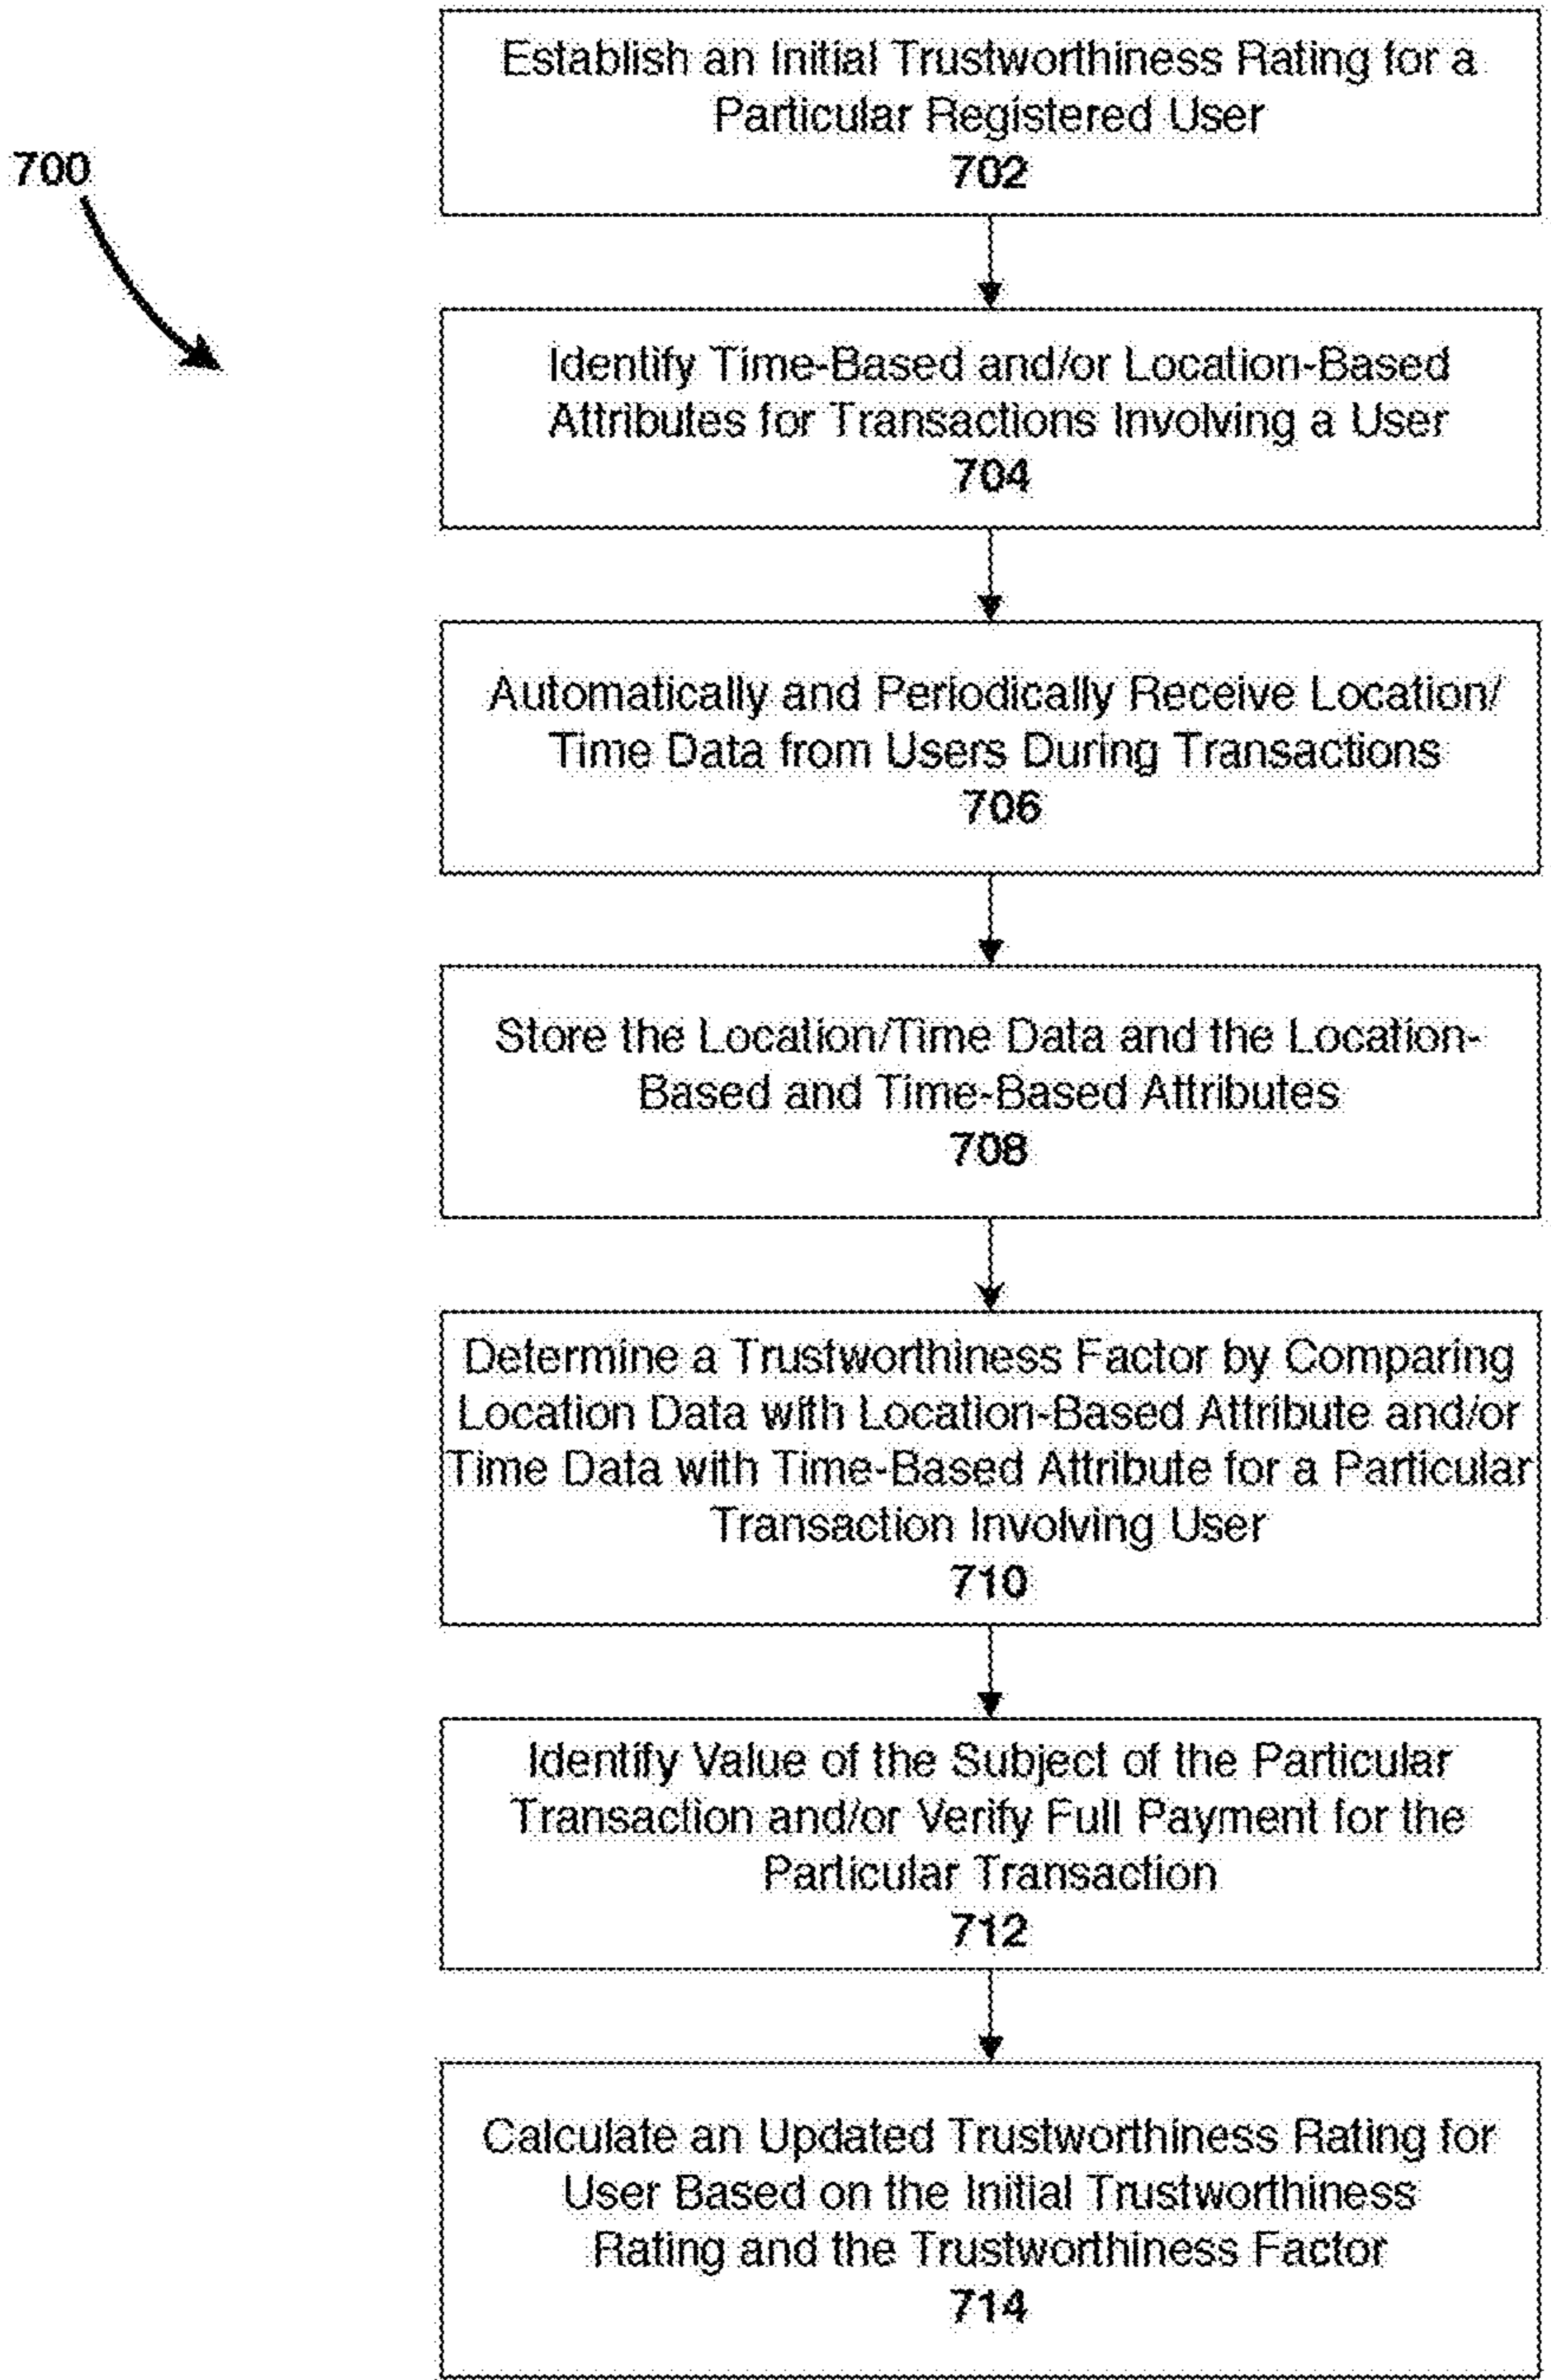 Establish an Initial Trustworthiness Rating for a
Particular Registered User
702
700
Identify Time-Based and/or Location-Based
Attributes for Transactions Involving a User
704
Automatically and Periodically Receive Location/
Time Data from Users During Transactions
706
Store the Location/Time Data and the Location-
Based and Time-Based Attributes
708
Determine a Trustworthiness Factor by Comparing
Location Data with Location-Based Attribute and/or
Time Data with Time-Based Attribute for a Particular
Transaction Involving User
710
Identify Value of the Subject of the Particular
Transaction and/or Verify Full Payment for the
Particular Transaction
712
Calculate an Updated Trustworthiness Rating for
User Based on the Initial Trustworthiness
Rating and the Trustworthiness Factor
714